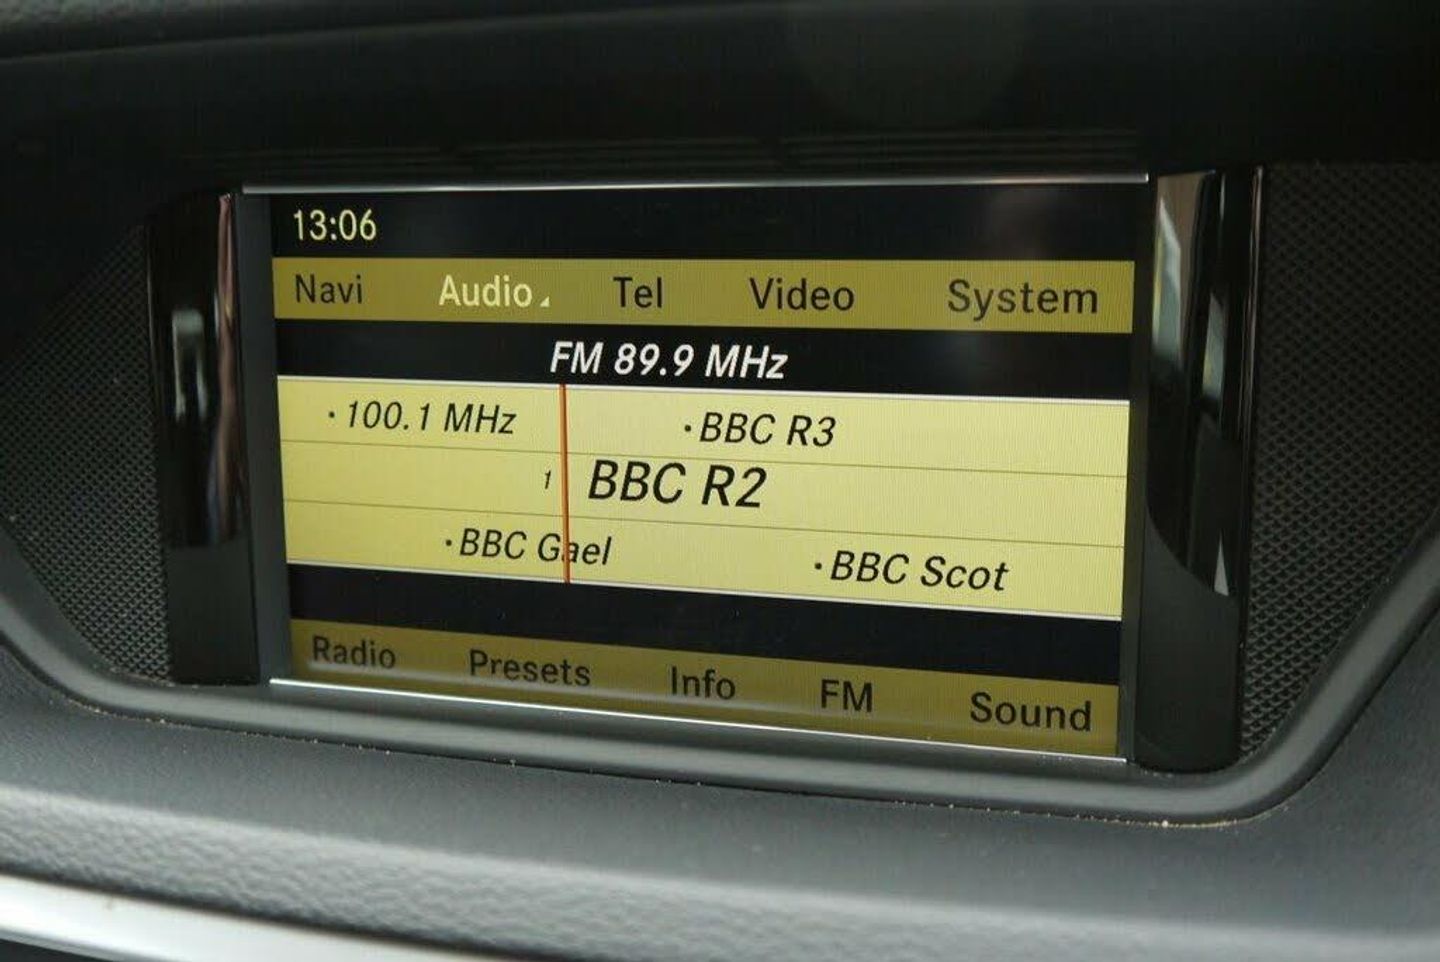 13:06
Navi Audio Tel Video System
FM 89.9 MHz
· 100.1 MHz · BBC R3
1 BBC R2
· BBC Gael · BBC Scot
Radio Presets Info FM Sound